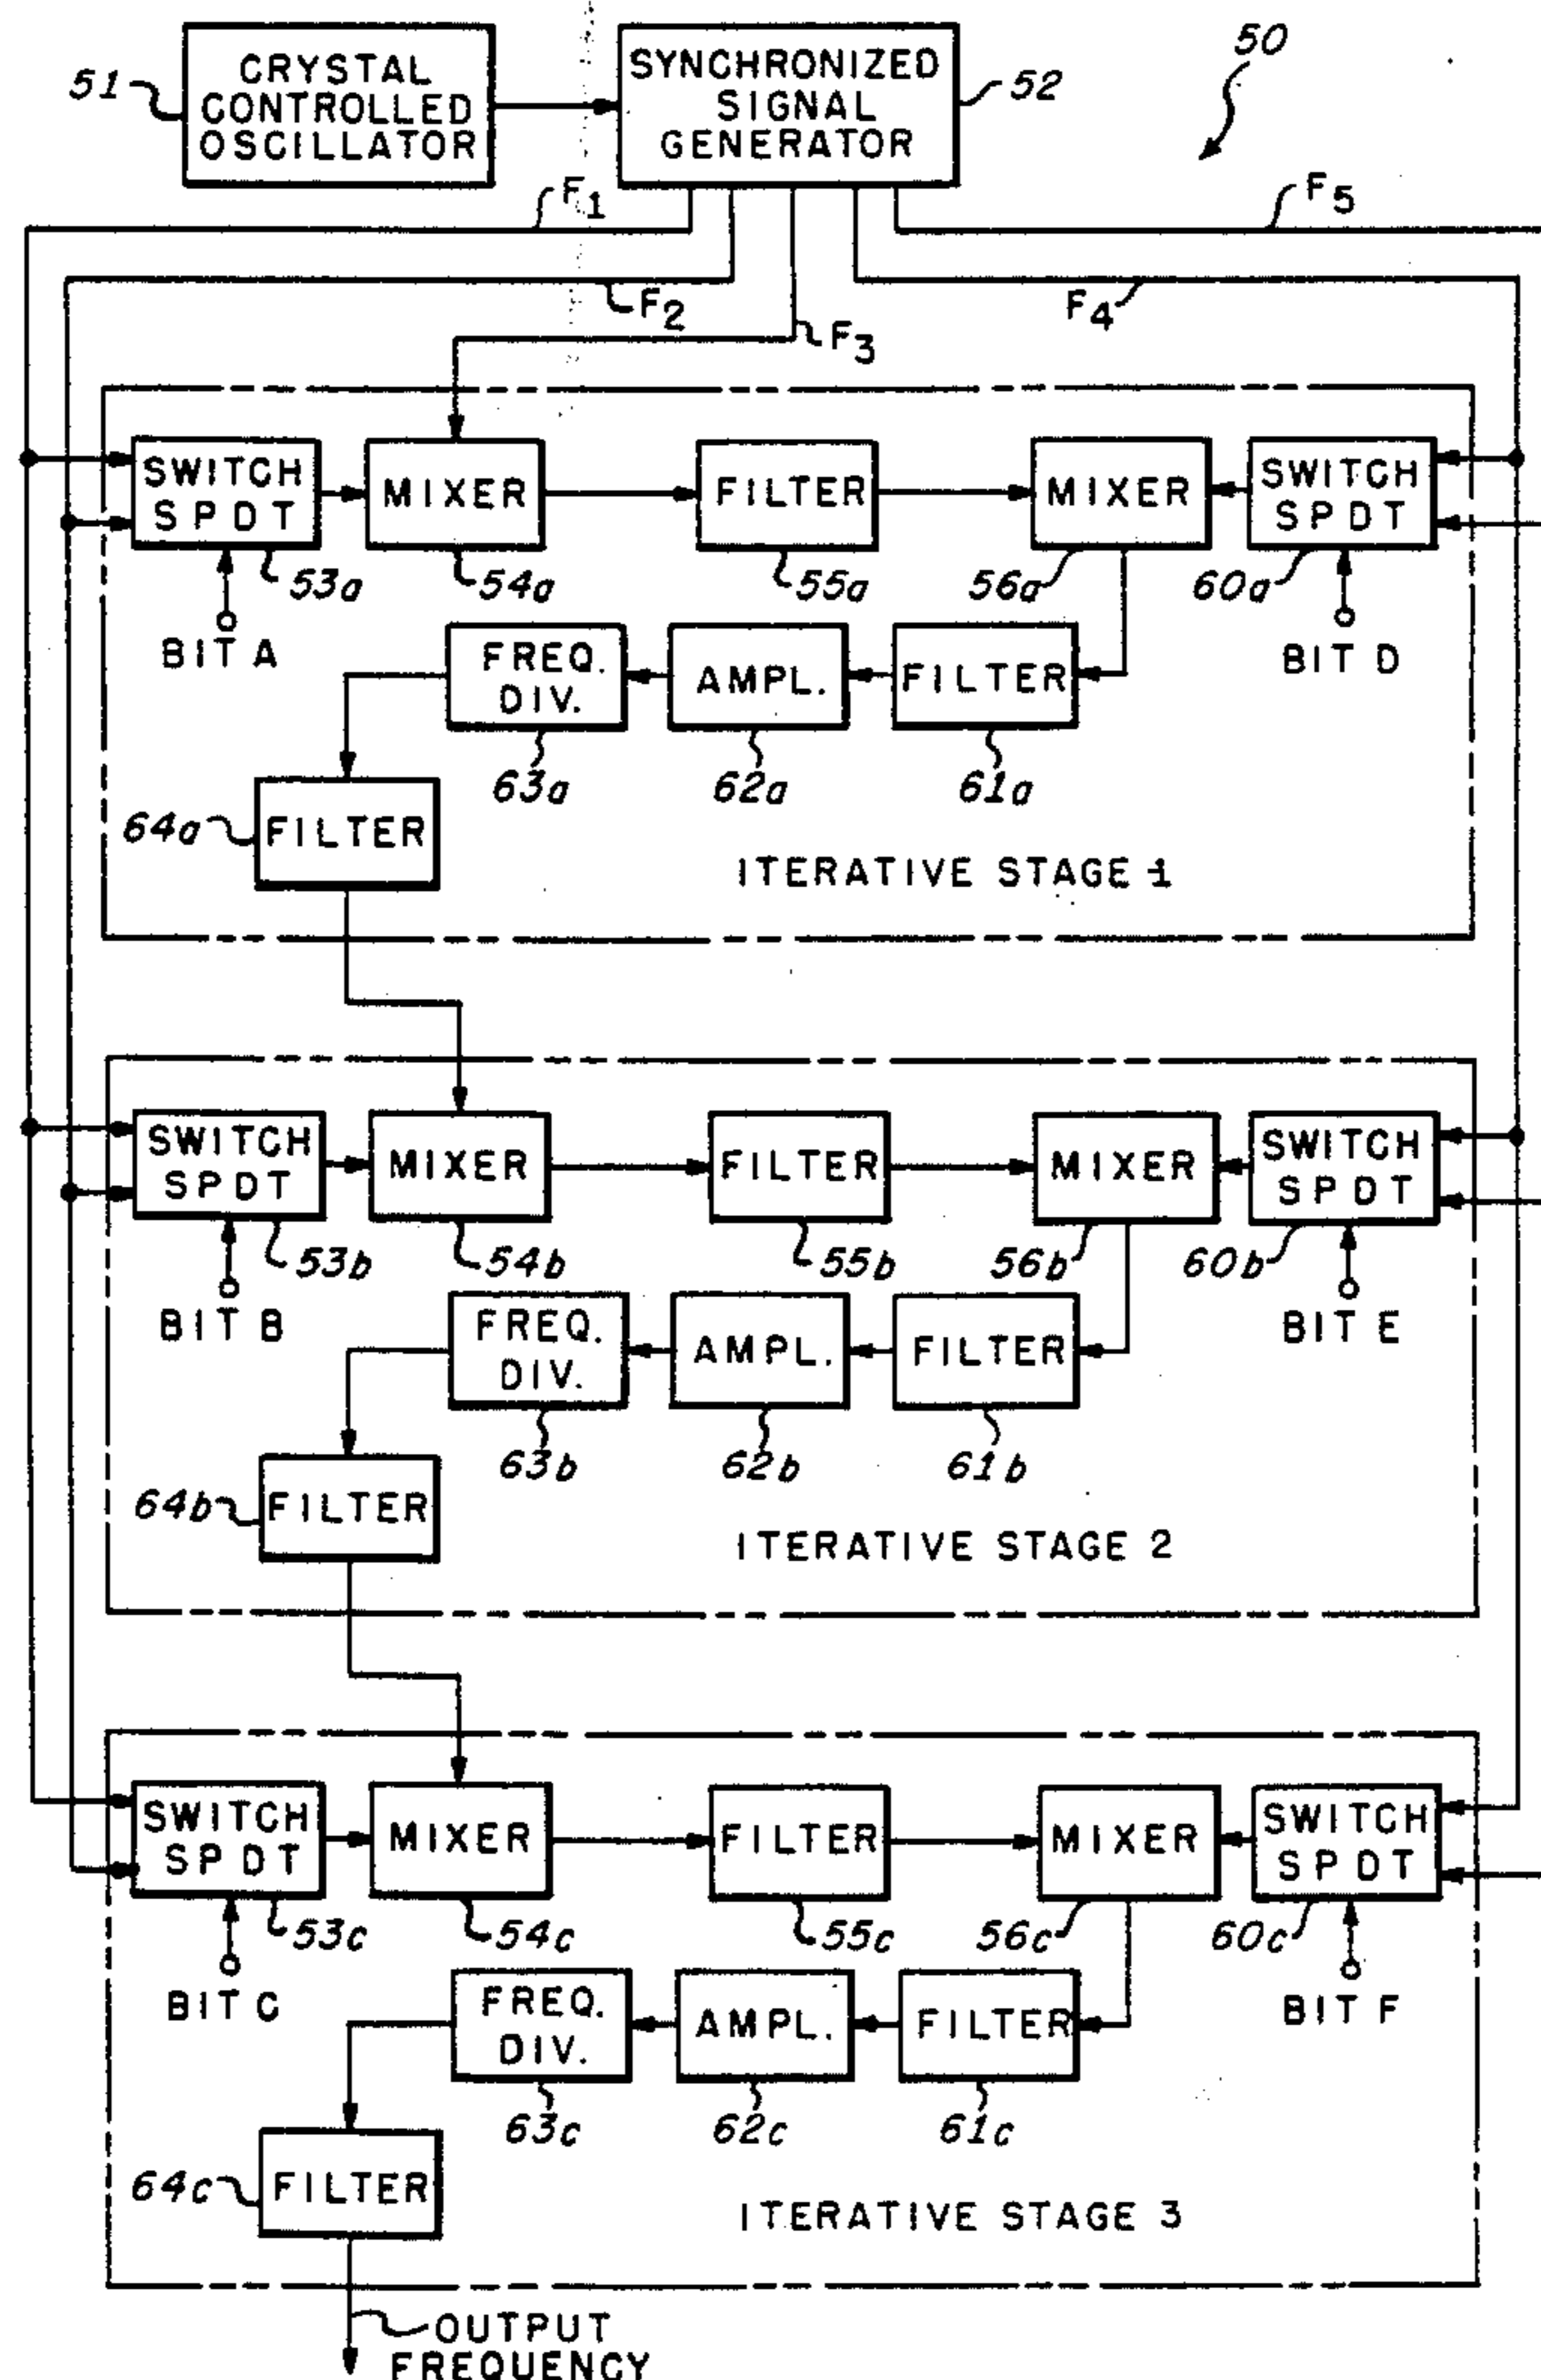 50
51
CRYSTAL
CONTROLLED
OSCILLATOR
SYNCHRONIZED
SIGNAL
GENERATOR
52
F1
F5
F2
F4
F3
SWITCH
SPDT
MIXER
FILTER
MIXER
SWITCH
SPDT
53a
54a
55a
56a
60a
BIT A
BIT D
FREQ.
DIV.
AMPL.
FILTER
63a
62a
61a
64a
FILTER
ITERATIVE STAGE 1
SWITCH
SPDT
MIXER
FILTER
MIXER
SWITCH
SPDT
53b
54b
55b
56b
60b
BIT B
BIT E
FREQ.
DIV.
AMPL.
FILTER
63b
62b
61b
64b
FILTER
ITERATIVE STAGE 2
SWITCH
SPDT
MIXER
FILTER
MIXER
SWITCH
SPDT
53c
54c
55c
56c
60c
BIT C
BIT F
FREQ.
DIV.
AMPL.
FILTER
63c
62c
61c
64c
FILTER
ITERATIVE STAGE 3
OUTPUT
FREQUENCY